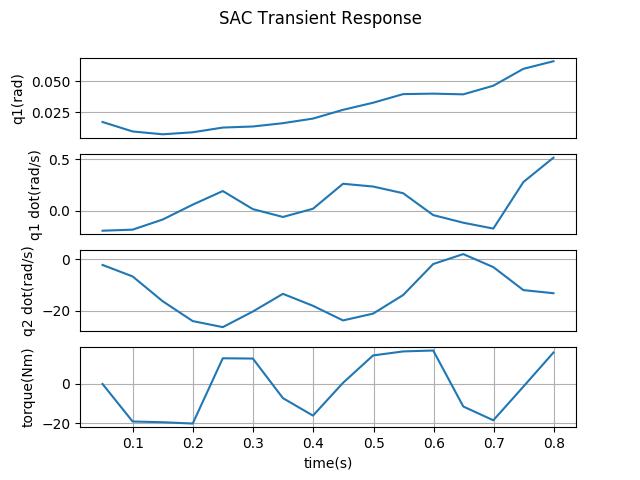 SAC Transient Response
q1(rad)
0.050
0.025
q1 dot(rad/s)
0.5
0.0
q2 dot(rad/s)
0
−20
torque(Nm)
0
−20
0.1 0.2 0.3 0.4 0.5 0.6 0.7 0.8
time(s)